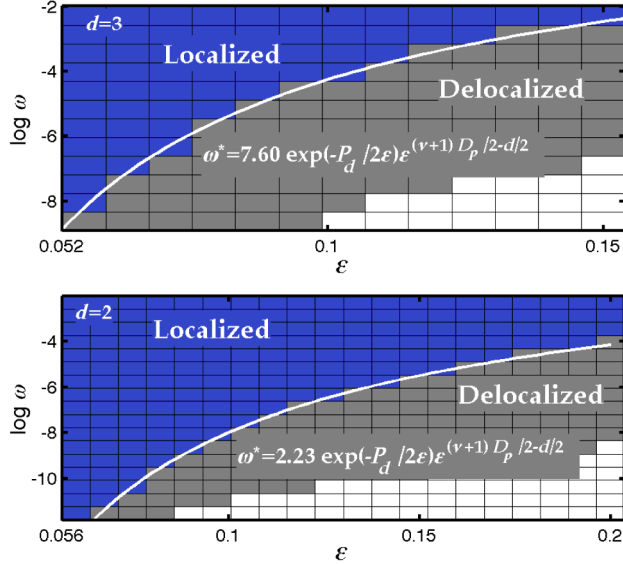 -2
d=3
Localized
-4
Delocalized
log ω
-6
ω*=7.60 exp(-P_d/2ε)ε^(ν+1) D_p/2-d/2
-8
0.052 0.1 0.15
ε
d=2
Localized
-4
-6
Delocalized
log ω
-8
ω*=2.23 exp(-P_d/2ε)ε^(ν+1) D_p/2-d/2
-10
0.056 0.1 0.15 0.2
ε